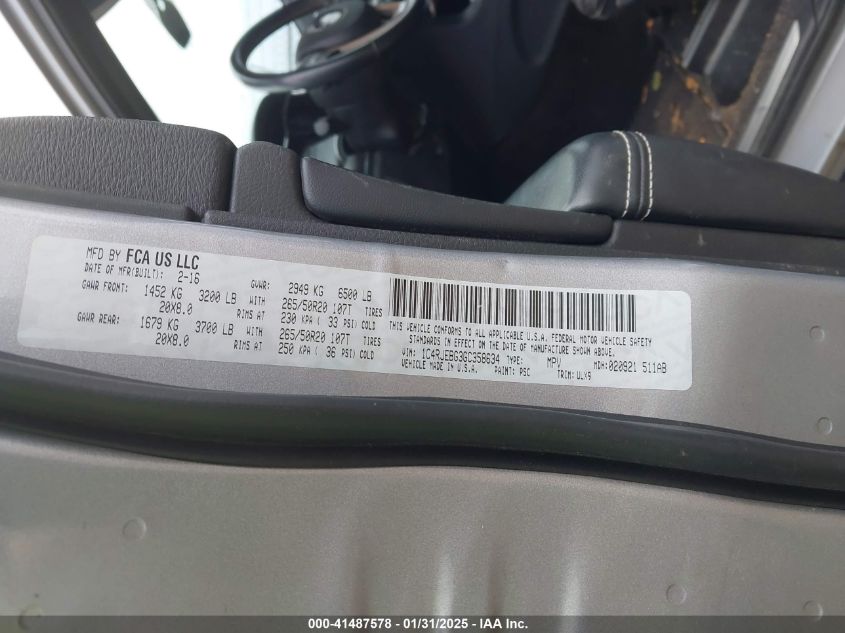 MFD BY FCA US LLC
DATE OF MFR(BUILT): 2-16 GVWR: 2949 KG 6500 LB
GAWR FRONT: 1452 KG 3200 LB WITH 265/50R20 107T TIRES
20X8.0 RIMS AT 230 KPA ( 33 PSI) COLD
GAWR REAR: 1679 KG 3700 LB WITH 265/50R20 107T TIRES
20X8.0 RIMS AT 250 KPA ( 36 PSI) COLD
THIS VEHICLE CONFORMS TO ALL APPLICABLE U.S.A. FEDERAL MOTOR VEHICLE SAFETY
STANDARDS IN EFFECT ON THE DATE OF MANUFACTURE SHOWN ABOVE.
VIN: 1C4RJEBG3GC358634 TYPE: MPV MDH: 020921 511AB
VEHICLE MADE IN U.S.A. PAINT: PSC TRIM: ULX9
000-41487578 - 01/31/2025 - IAA Inc.